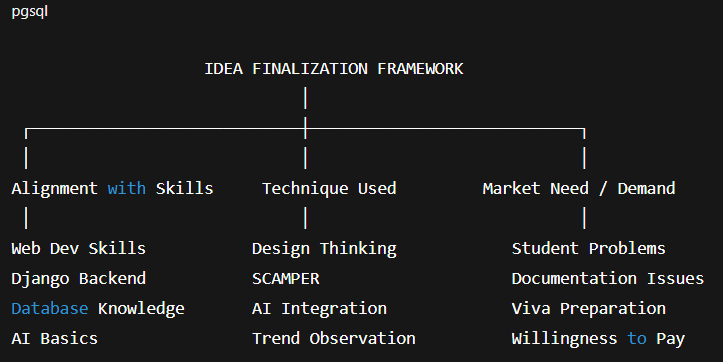 pgsql
IDEA FINALIZATION FRAMEWORK
Alignment with Skills Technique Used Market Need / Demand
Web Dev Skills Design Thinking Student Problems
Django Backend SCAMPER Documentation Issues
Database Knowledge AI Integration Viva Preparation
AI Basics Trend Observation Willingness to Pay